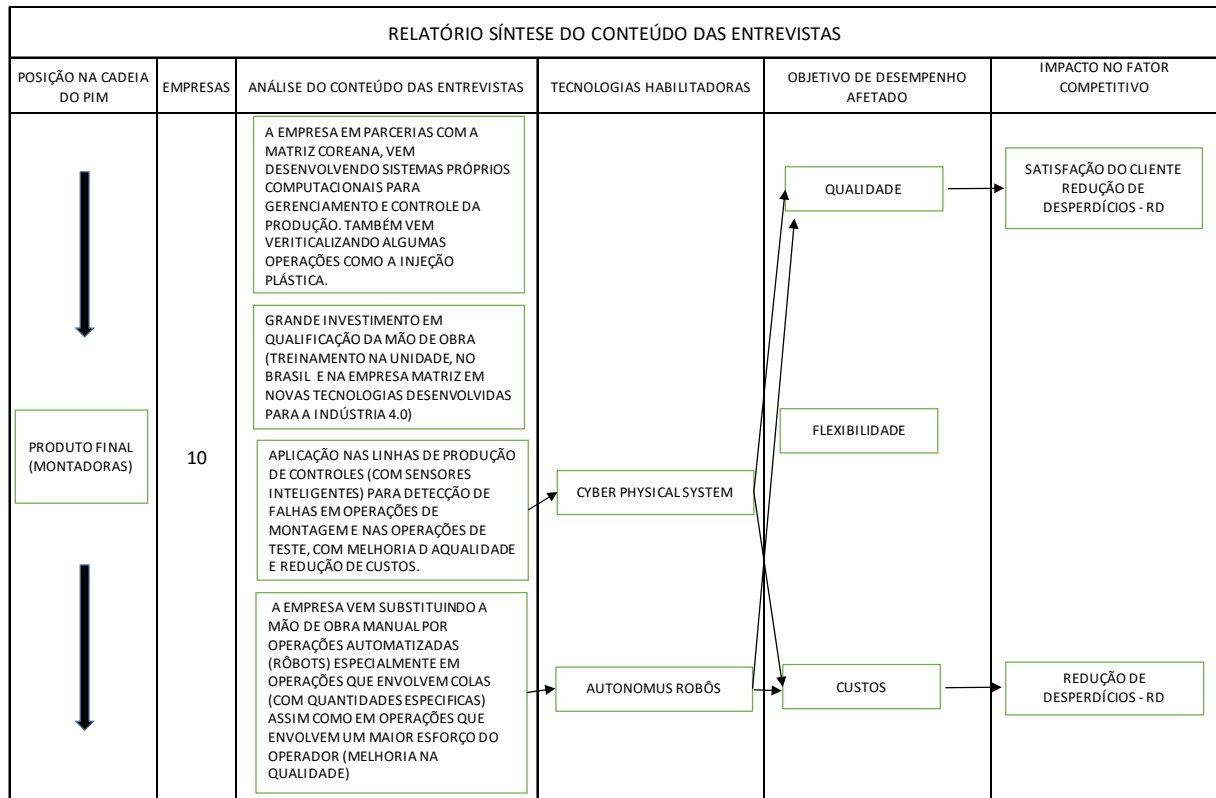 RELATÓRIO SÍNTESE DO CONTEÚDO DAS ENTREVISTAS
POSIÇÃO NA CADEIA
DO PIM
EMPRESAS
ANÁLISE DO CONTEÚDO DAS ENTREVISTAS
TECNOLOGIAS HABILITADORAS
OBJETIVO DE DESEMPENHO
AFETADO
IMPACTO NO FATOR
COMPETITIVO
PRODUTO FINAL
(MONTADORAS)
10
A EMPRESA EM PARCERIAS COM A
MATRIZ COREANA, VEM
DESENVOLVENDO SISTEMAS PRÓPRIOS
COMPUTACIONAIS PARA
GERENCIAMENTO E CONTROLE DA
PRODUÇÃO. TAMBÉM VEM
VERITICALIZANDO ALGUMAS
OPERAÇÕES COMO A INJEÇÃO
PLÁSTICA.
GRANDE INVESTIMENTO EM
QUALIFICAÇÃO DA MÃO DE OBRA
(TREINAMENTO NA UNIDADE, NO
BRASIL E NA EMPRESA MATRIZ EM
NOVAS TECNOLOGIAS DESENVOLVIDAS
PARA A INDÚSTRIA 4.0)
APLICAÇÃO NAS LINHAS DE PRODUÇÃO
DE CONTROLES (COM SENSORES
INTELIGENTES) PARA DETECÇÃO DE
FALHAS EM OPERAÇÕES DE
MONTAGEM E NAS OPERAÇÕES DE
TESTE, COM MELHORIA D AQUALIDADE
E REDUÇÃO DE CUSTOS.
A EMPRESA VEM SUBSTITUINDO A
MÃO DE OBRA MANUAL POR
OPERAÇÕES AUTOMATIZADAS
(RÔBOTS) ESPECIALMENTE EM
OPERAÇÕES QUE ENVOLVEM COLAS
(COM QUANTIDADES ESPECIFICAS)
ASSIM COMO EM OPERAÇÕES QUE
ENVOLVEM UM MAIOR ESFORÇO DO
OPERADOR (MELHORIA NA
QUALIDADE)
CYBER PHYSICAL SYSTEM
AUTONOMUS ROBÔS
QUALIDADE
FLEXIBILIDADE
CUSTOS
SATISFAÇÃO DO CLIENTE
REDUÇÃO DE
DESPERDÍCIOS - RD
REDUÇÃO DE
DESPERDÍCIOS - RD